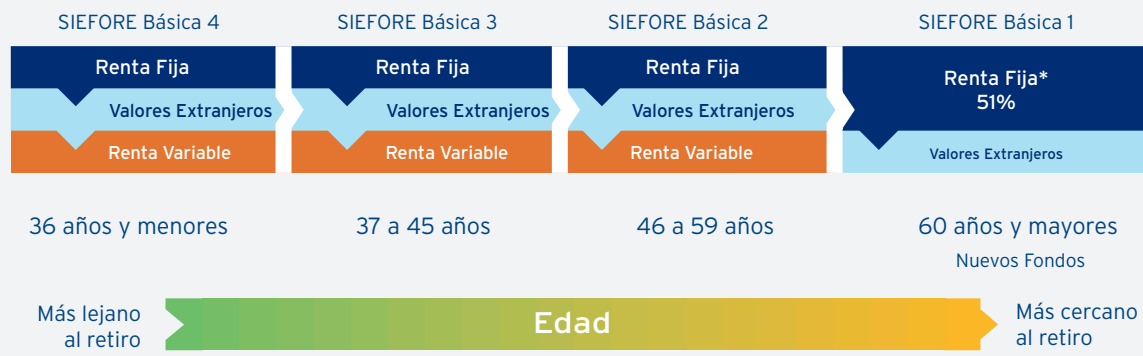 SIEFORE Básica 4
Renta Fija
Valores Extranjeros
Renta Variable
36 años y menores
SIEFORE Básica 3
Renta Fija
Valores Extranjeros
Renta Variable
37 a 45 años
SIEFORE Básica 2
Renta Fija
Valores Extranjeros
Renta Variable
46 a 59 años
SIEFORE Básica 1
Renta Fija*
51%
Valores Extranjeros
60 años y mayores
Nuevos Fondos
Más lejano
al retiro
Edad
Más cercano
al retiro